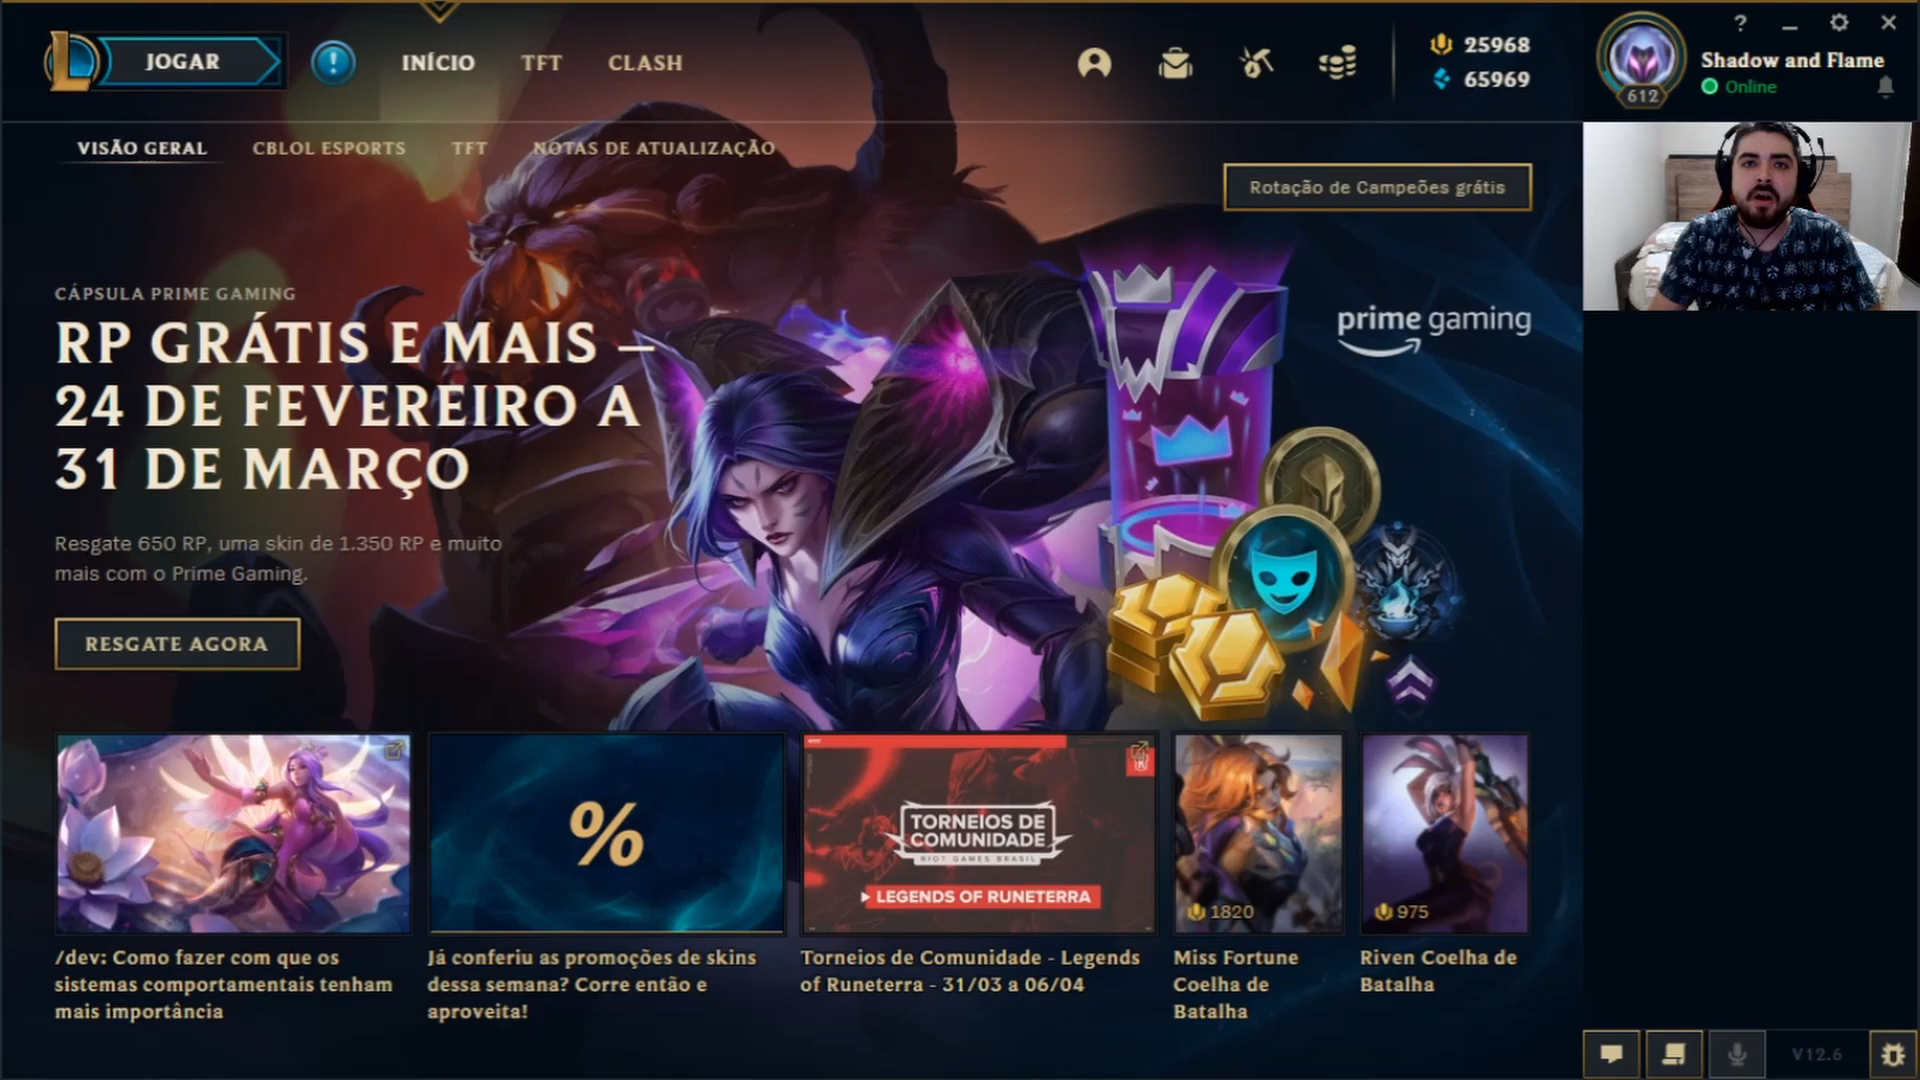 JOGAR
INÍCIO
TFT
CLASH
25968
65969
?
612
Shadow and Flame
Online
VISÃO GERAL
CBLOL ESPORTS
TFT
NOTAS DE ATUALIZAÇÃO
Rotação de Campeões grátis
CÁPSULA PRIME GAMING
RP GRÁTIS E MAIS –
24 DE FEVEREIRO A
31 DE MARÇO
Resgate 650 RP, uma skin de 1.350 RP e muito
mais com o Prime Gaming.
RESGATE AGORA
prime gaming
%
TORNEIOS DE
COMUNIDADE
RIOT GAMES BRASIL
LEGENDS OF RUNETERRA
1820
975
/dev: Como fazer com que os
sistemas comportamentais tenham
mais importância
Já conferiu as promoções de skins
dessa semana? Corre então e
aproveita!
Torneios de Comunidade - Legends
of Runeterra - 31/03 a 06/04
Miss Fortune
Coelha de
Batalha
Riven Coelha de
Batalha
V12.6